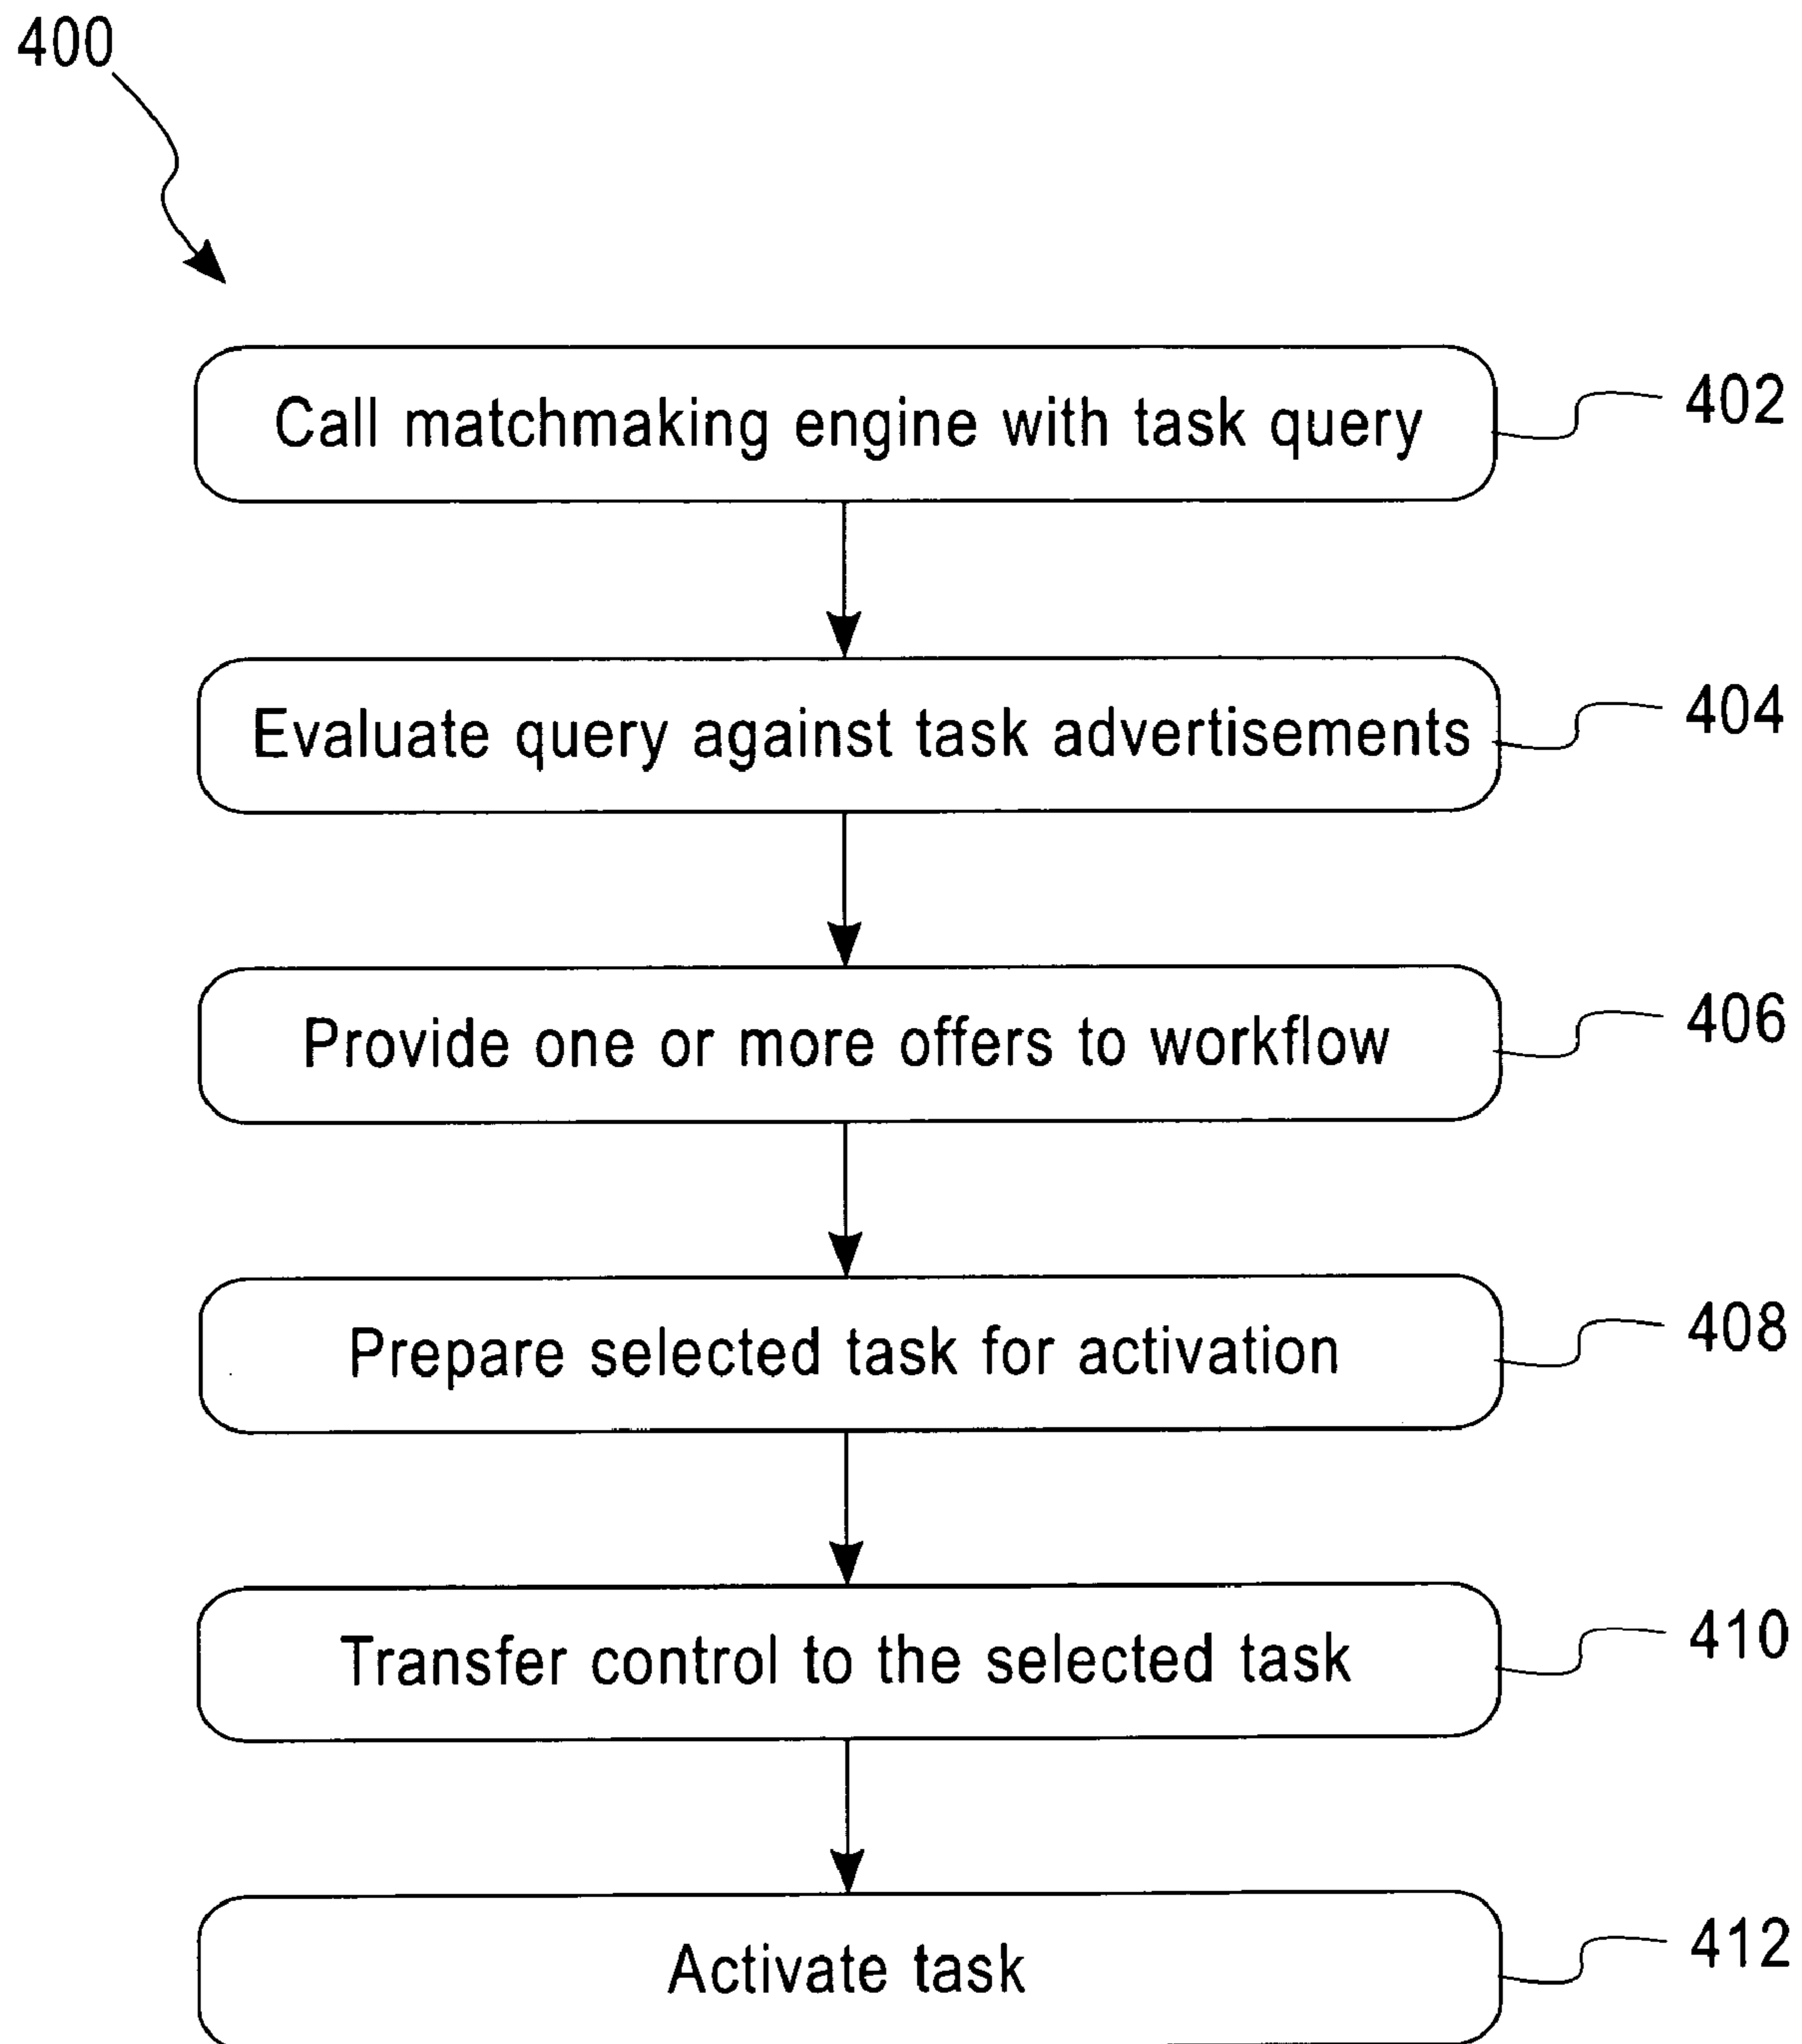 400
Call matchmaking engine with task query
402
Evaluate query against task advertisements
404
Provide one or more offers to workflow
406
Prepare selected task for activation
408
Transfer control to the selected task
410
Activate task
412